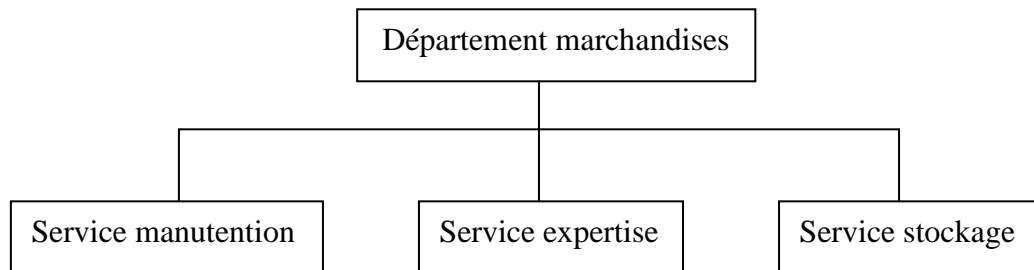 Département marchandises
Service manutention
Service expertise
Service stockage